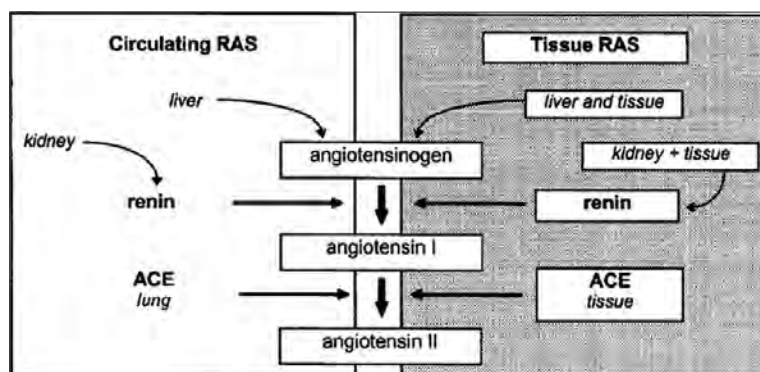 Circulating RAS
Tissue RAS
liver
liver and tissue
kidney
angiotensinogen
kidney + tissue
renin
renin
angiotensin I
ACE
lung
ACE
tissue
angiotensin II